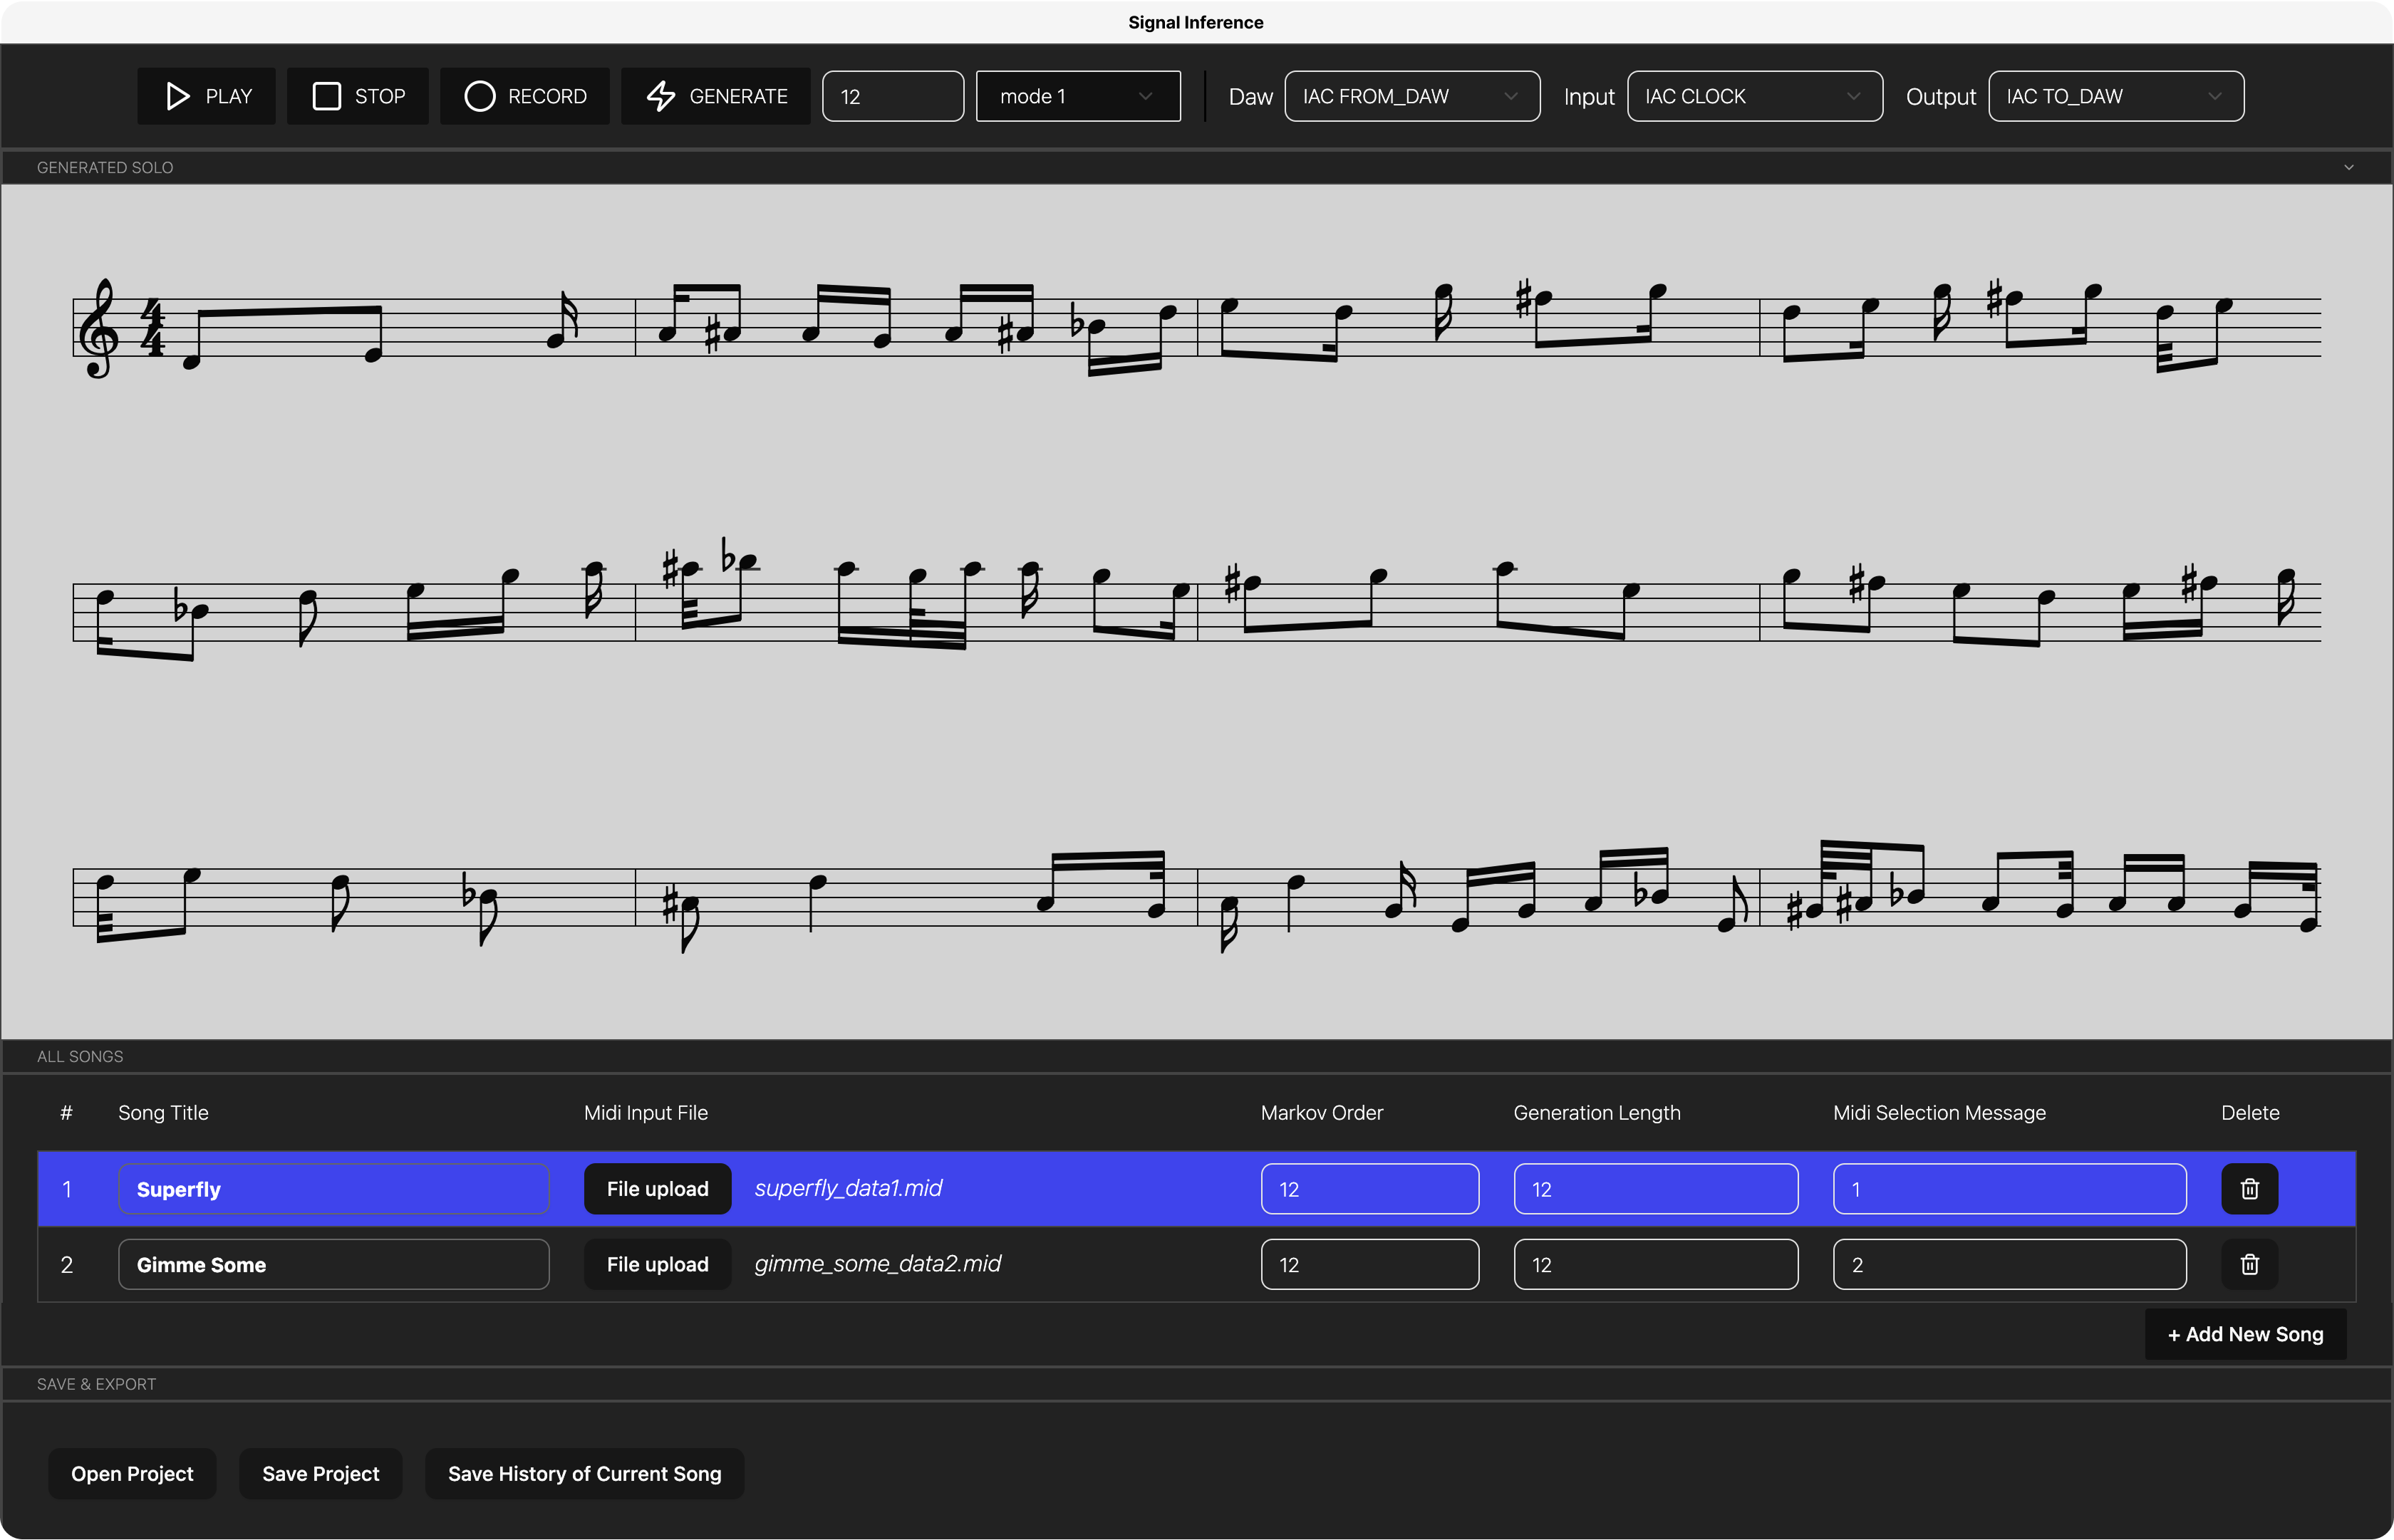 Signal Inference
PLAY STOP RECORD GENERATE 12 mode 1 Daw IAC FROM_DAW Input IAC CLOCK Output IAC TO_DAW
GENERATED SOLO
4
4
ALL SONGS
# Song Title Midi Input File Markov Order Generation Length Midi Selection Message Delete
1 Superfly File upload superfly_data1.mid 12 12 1
2 Gimme Some File upload gimme_some_data2.mid 12 12 2
+ Add New Song
SAVE & EXPORT
Open Project Save Project Save History of Current Song